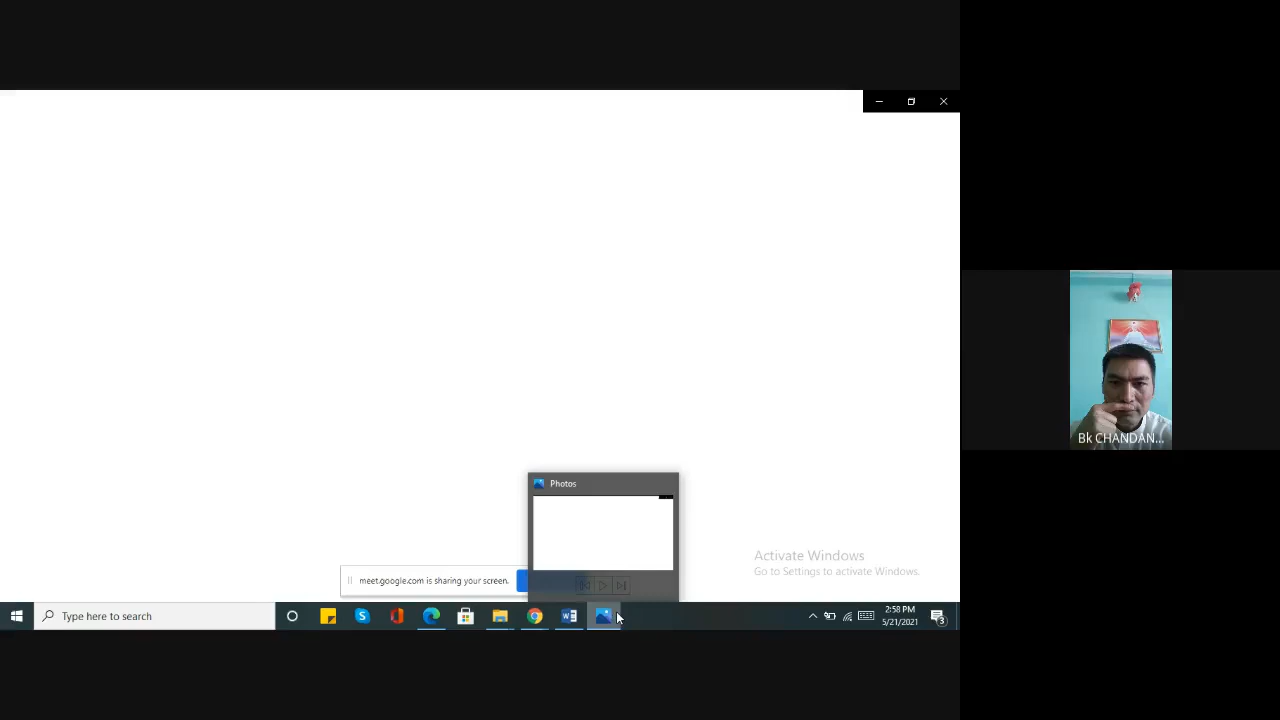 Bk CHANDAN...
Photos
Activate Windows
Go to Settings to activate Windows.
meet.google.com is sharing your screen.
Type here to search
2:58 PM
5/21/2021
3